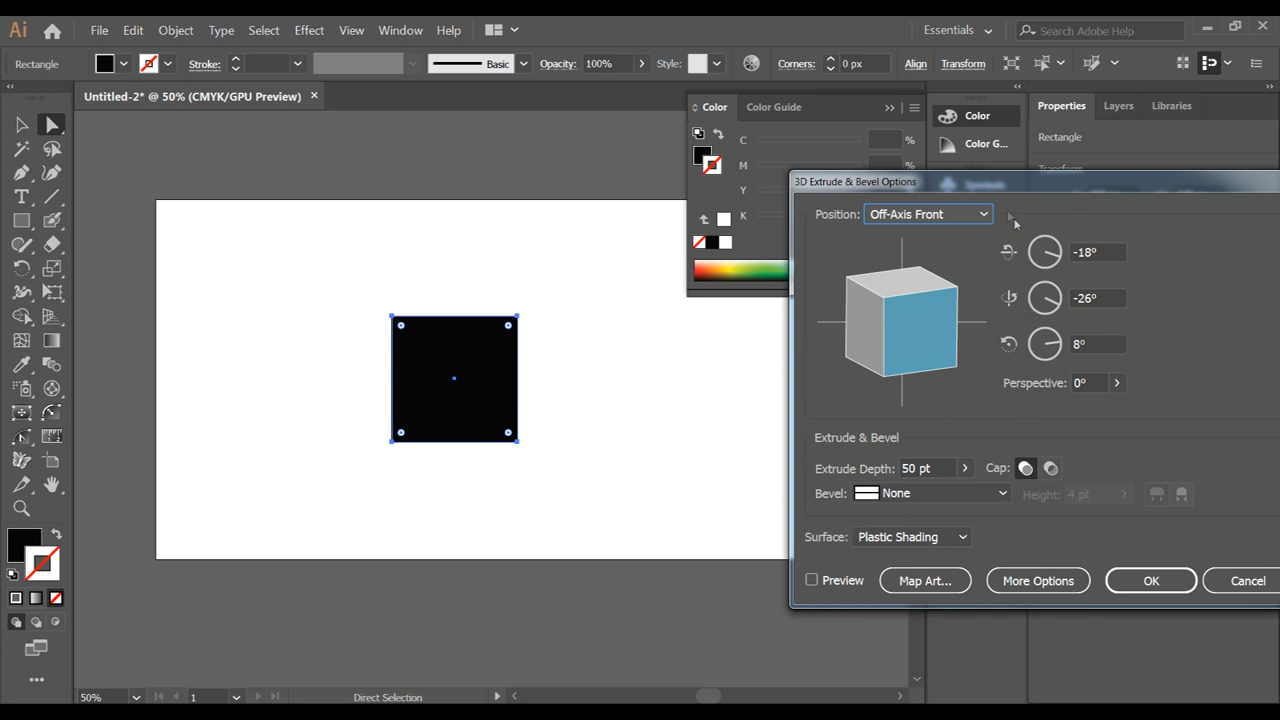 Ai File Edit Object Type Select Effect View Window Help Essentials Search Adobe Help
Rectangle Stroke: Basic Opacity: 100% Style: Corners: 0 px Align Transform
Untitled-2* @ 50% (CMYK/GPU Preview)
Color Color Guide
C %
M %
Y
K
Color
Color G...
Symbols
Properties Layers Libraries
Rectangle
Transform
3D Extrude & Bevel Options
Position: Off-Axis Front
-18°
-26°
8°
Perspective: 0°
Extrude & Bevel
Extrude Depth: 50 pt Cap:
Bevel: None Height: 4 pt
Surface: Plastic Shading
Preview Map Art... More Options OK Cancel
50% 1 Direct Selection